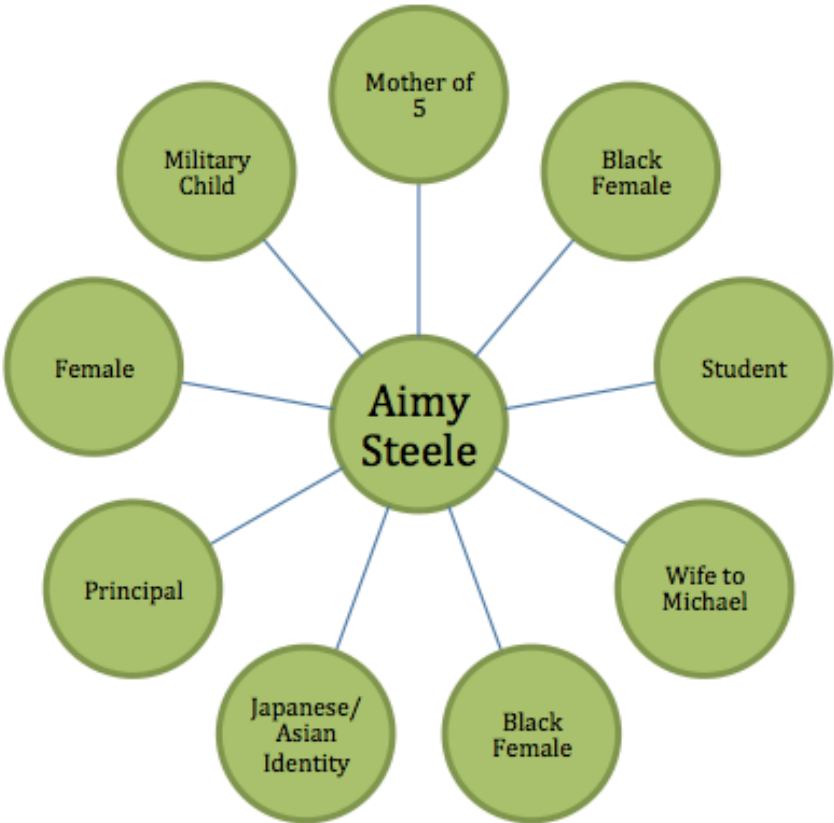 Mother of
5
Black
Female
Student
Wife to
Michael
Black
Female
Japanese/
Asian
Identity
Principal
Female
Military
Child
Aimy
Steele